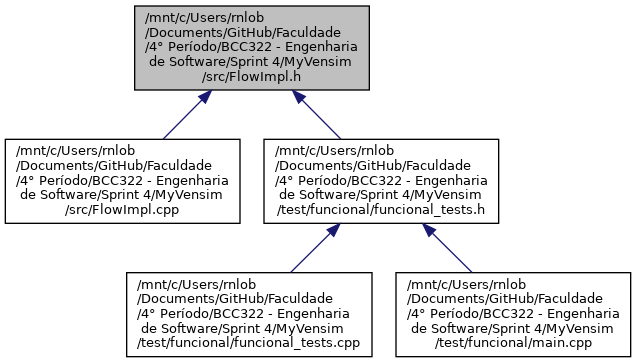 /mnt/c/Users/rnlob
/Documents/GitHub/Faculdade
/4° Período/BCC322 - Engenharia
de Software/Sprint 4/MyVensim
/src/FlowImpl.h
/mnt/c/Users/rnlob
/Documents/GitHub/Faculdade
/4° Período/BCC322 - Engenharia
de Software/Sprint 4/MyVensim
/src/FlowImpl.cpp
/mnt/c/Users/rnlob
/Documents/GitHub/Faculdade
/4° Período/BCC322 - Engenharia
de Software/Sprint 4/MyVensim
/test/funcional/funcional_tests.h
/mnt/c/Users/rnlob
/Documents/GitHub/Faculdade
/4° Período/BCC322 - Engenharia
de Software/Sprint 4/MyVensim
/test/funcional/funcional_tests.cpp
/mnt/c/Users/rnlob
/Documents/GitHub/Faculdade
/4° Período/BCC322 - Engenharia
de Software/Sprint 4/MyVensim
/test/funcional/main.cpp